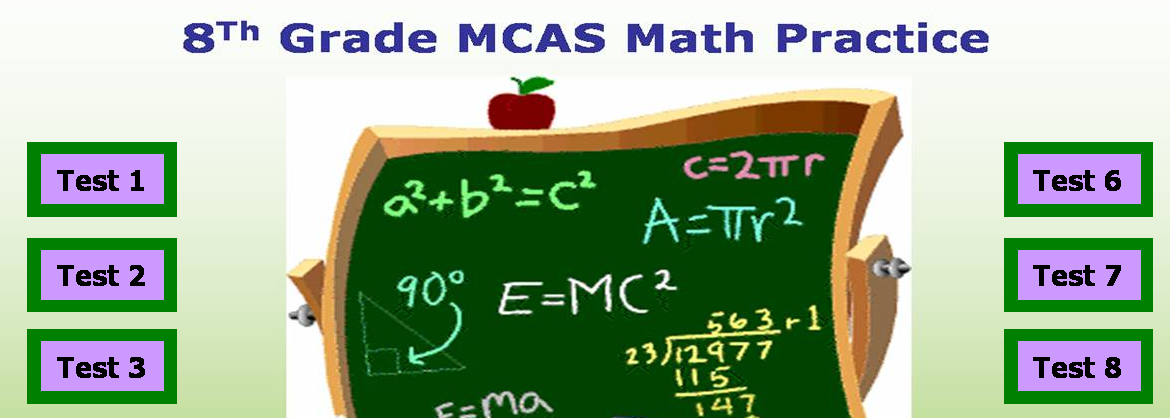 8Th Grade MCAS Math Practice
Test 1
Test 2
Test 3
a²+b²=c²
c=2πr
A=πr²
90°
E=MC²
563 r1
23)12977
115
147
F=ma
Test 6
Test 7
Test 8